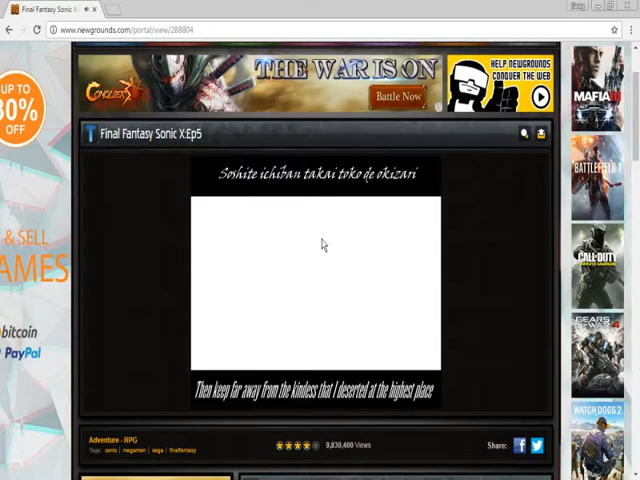 Final Fantasy Sonic X
www.newgrounds.com/portal/view/288804
UP TO
80%
OFF
& SELL
AMES
bitcoin
PayPal
CONQUERX
THE WAR IS ON
Battle Now
HELP NEWGROUNDS
CONQUER THE WEB
Final Fantasy Sonic X:Ep5
Soshite ichiban takai toko de okizari
Then keep far away from the kindess that I deserted at the highest place
Adventure - RPG
Tags: sonic | megaman | sega | finalfantasy
9,830,400 Views
Share:
MAFIA III
BATTLEFIELD 1
CALL OF DUTY
GEARS
OF WAR 4
WATCH DOGS 2